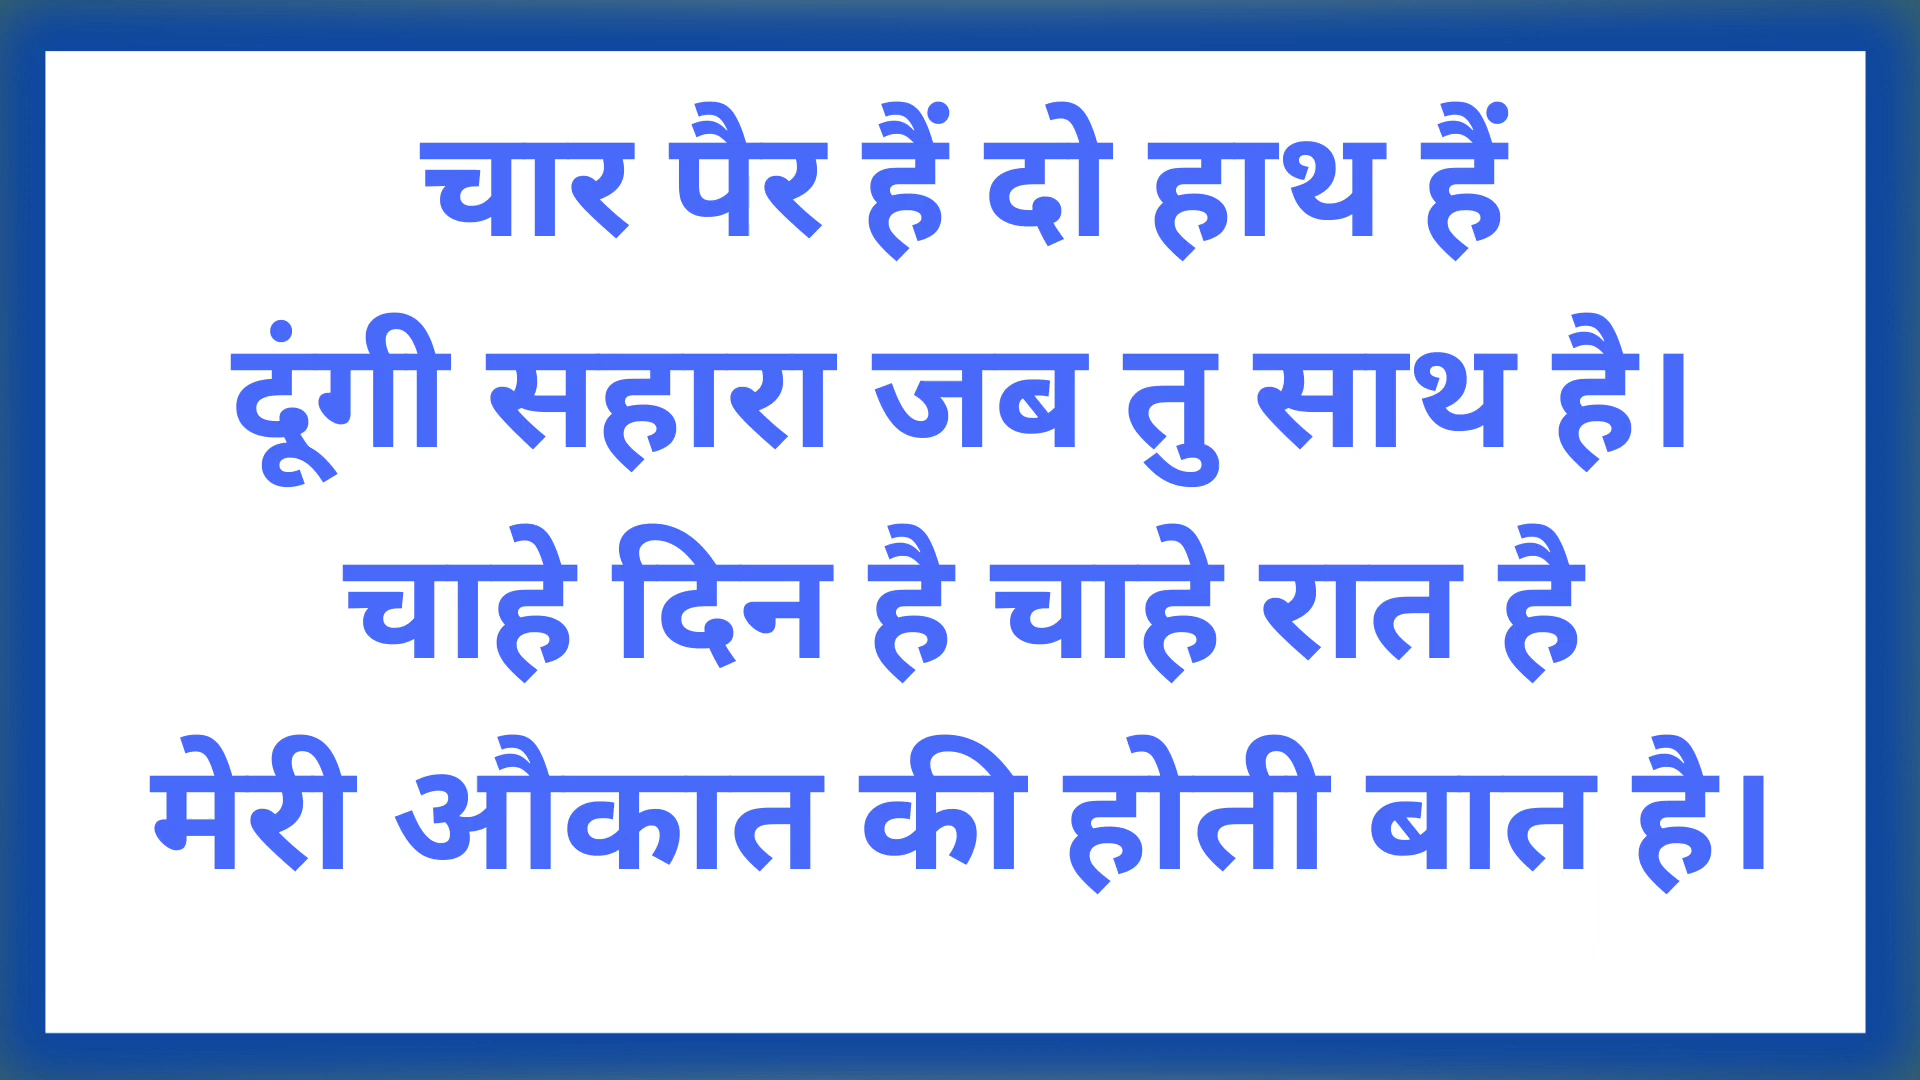 चार पैर हैं दो हाथ हैं
दूंगी सहारा जब तु साथ है।
चाहे दिन है चाहे रात है
मेरी औकात की होती बात है।